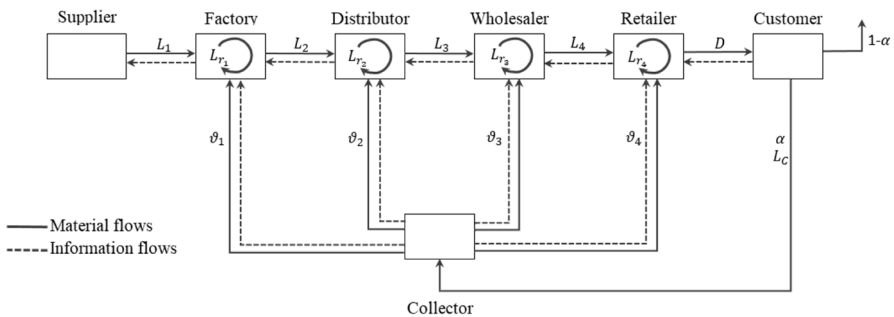 Supplier
Factory
Distributor
Wholesaler
Retailer
Customer
L₁
L₂
L₃
L₄
D
1-α
Lᵣ₁
Lᵣ₂
Lᵣ₃
Lᵣ₄
ϑ₁
ϑ₂
ϑ₃
ϑ₄
α
L_C
Material flows
Information flows
Collector